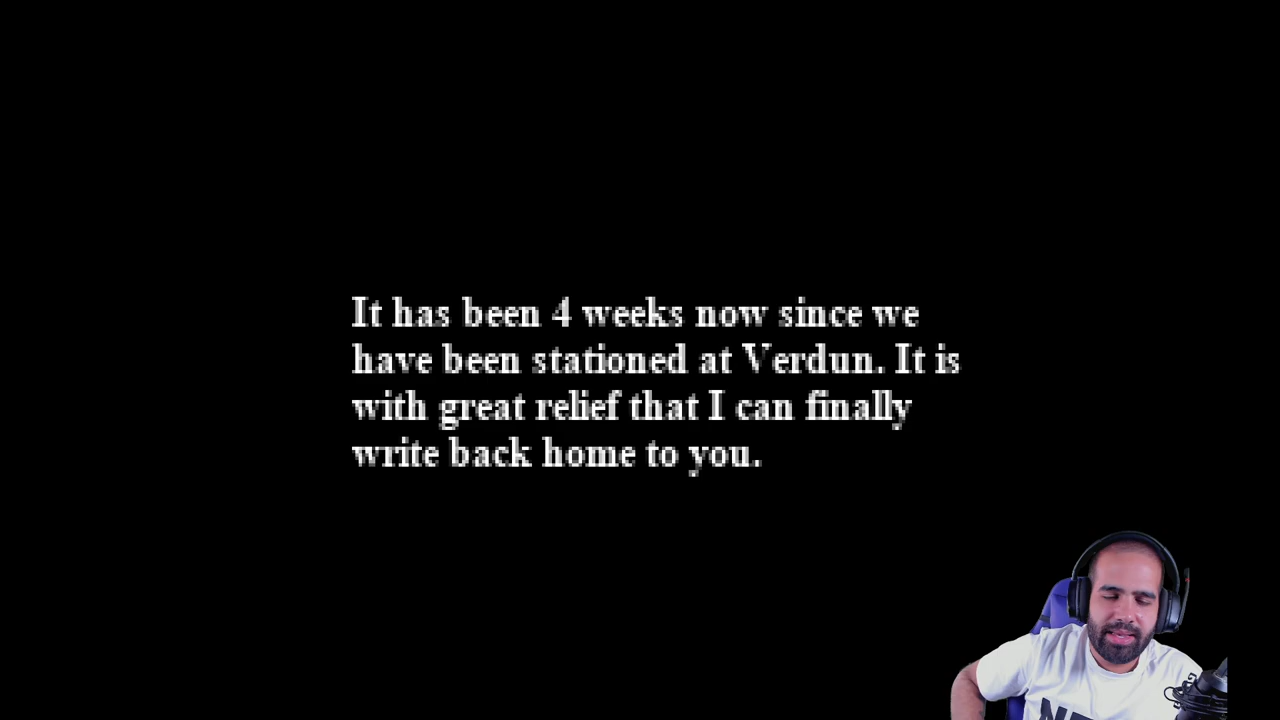 It has been 4 weeks now since we
have been stationed at Verdun. It is
with great relief that I can finally
write back home to you.